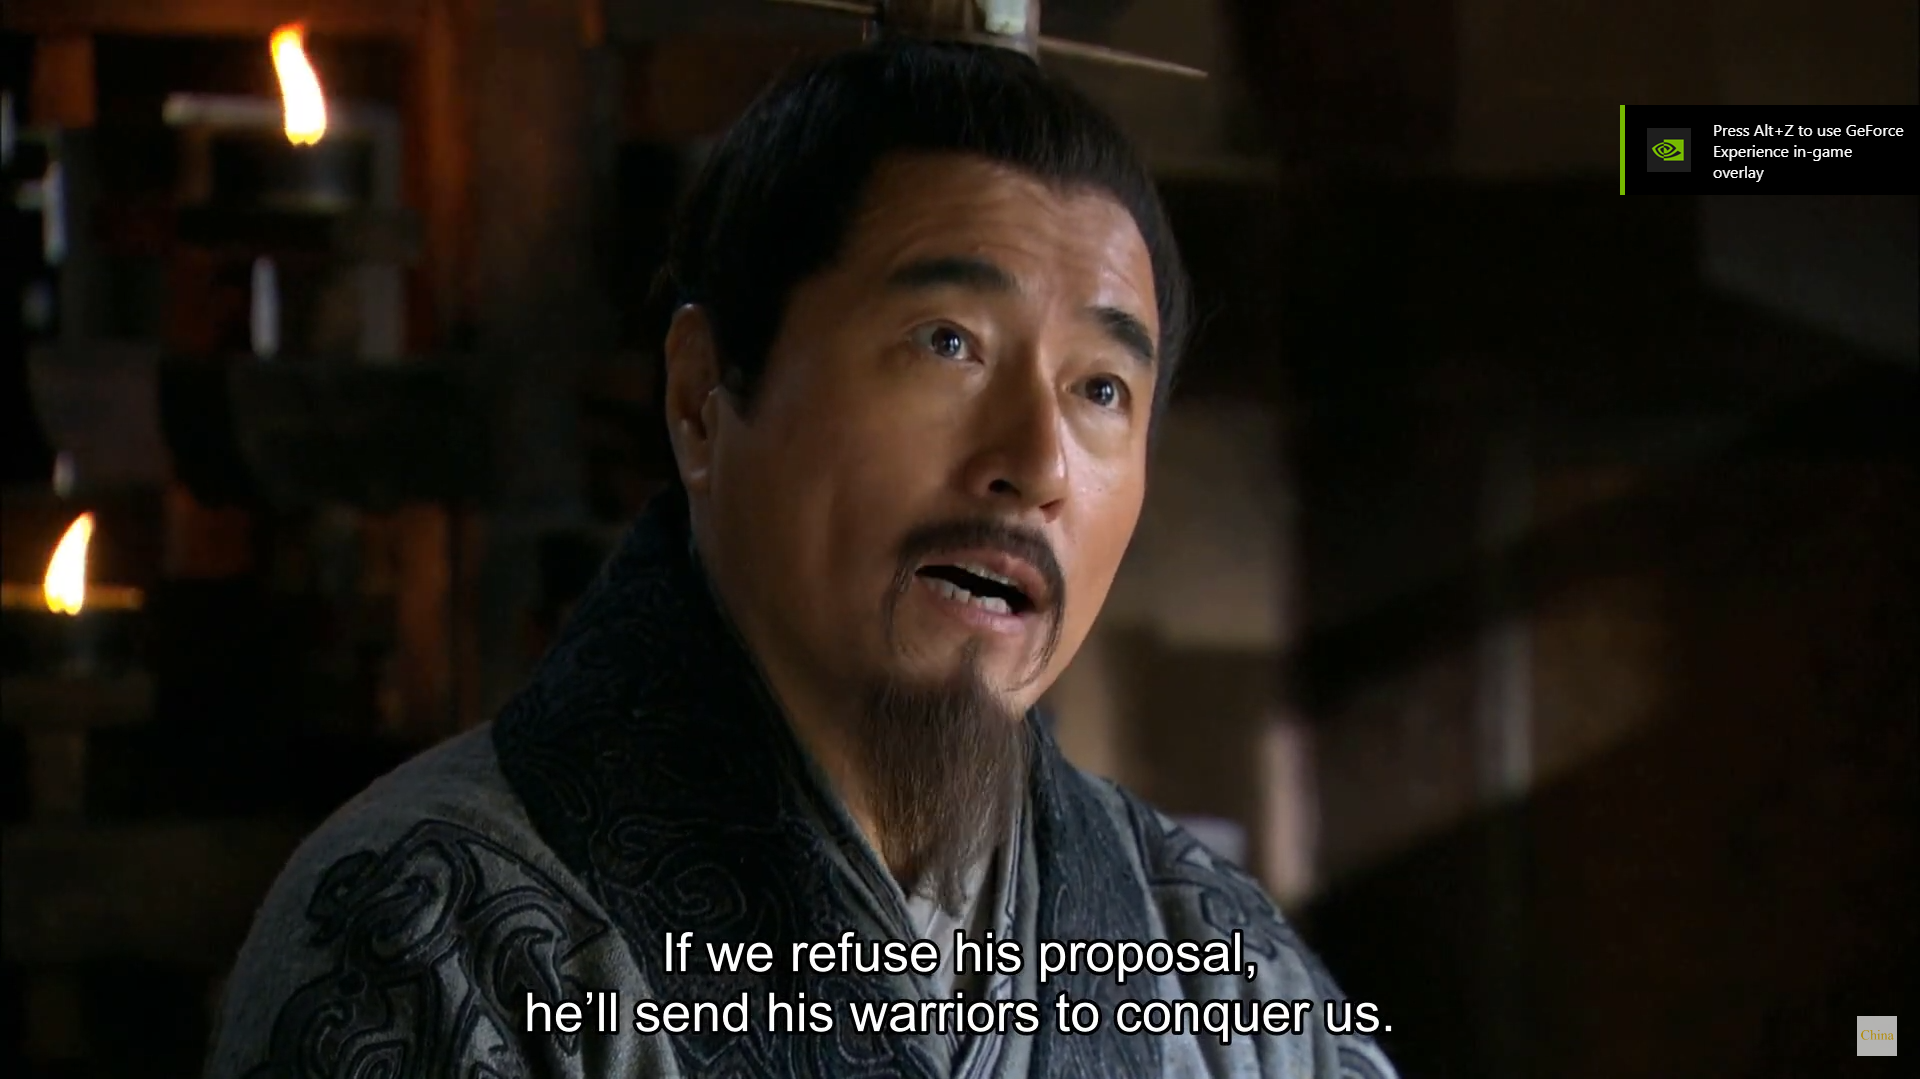 Press Alt+Z to use GeForce
Experience in-game
overlay
If we refuse his proposal,
he'll send his warriors to conquer us.
China